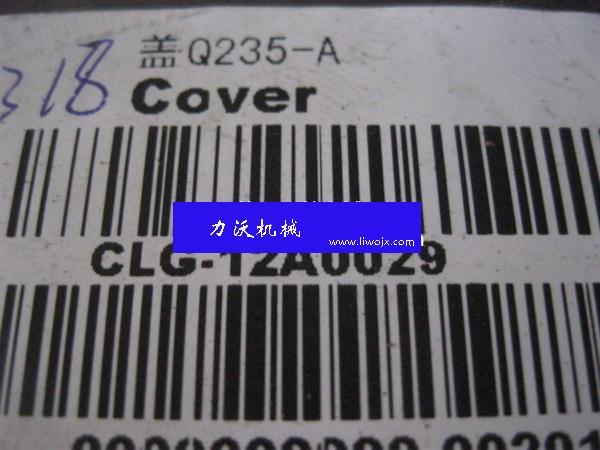 盖Q235-A
318 Cover
力沃机械
www.liwojx.com
CLG-12A0029